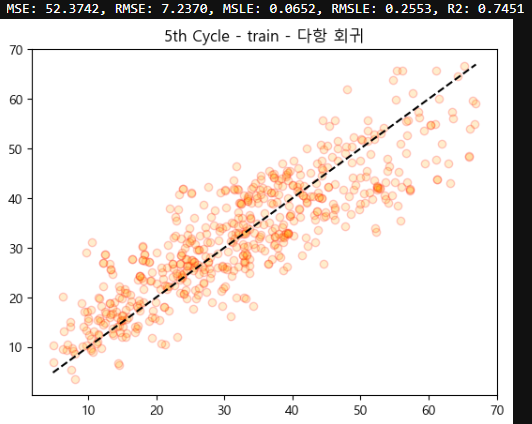 MSE: 52.3742, RMSE: 7.2370, MSLE: 0.0652, RMSLE: 0.2553, R2: 0.7451
5th Cycle - train - 다항 회귀
70
60
50
40
30
20
10
10 20 30 40 50 60 70